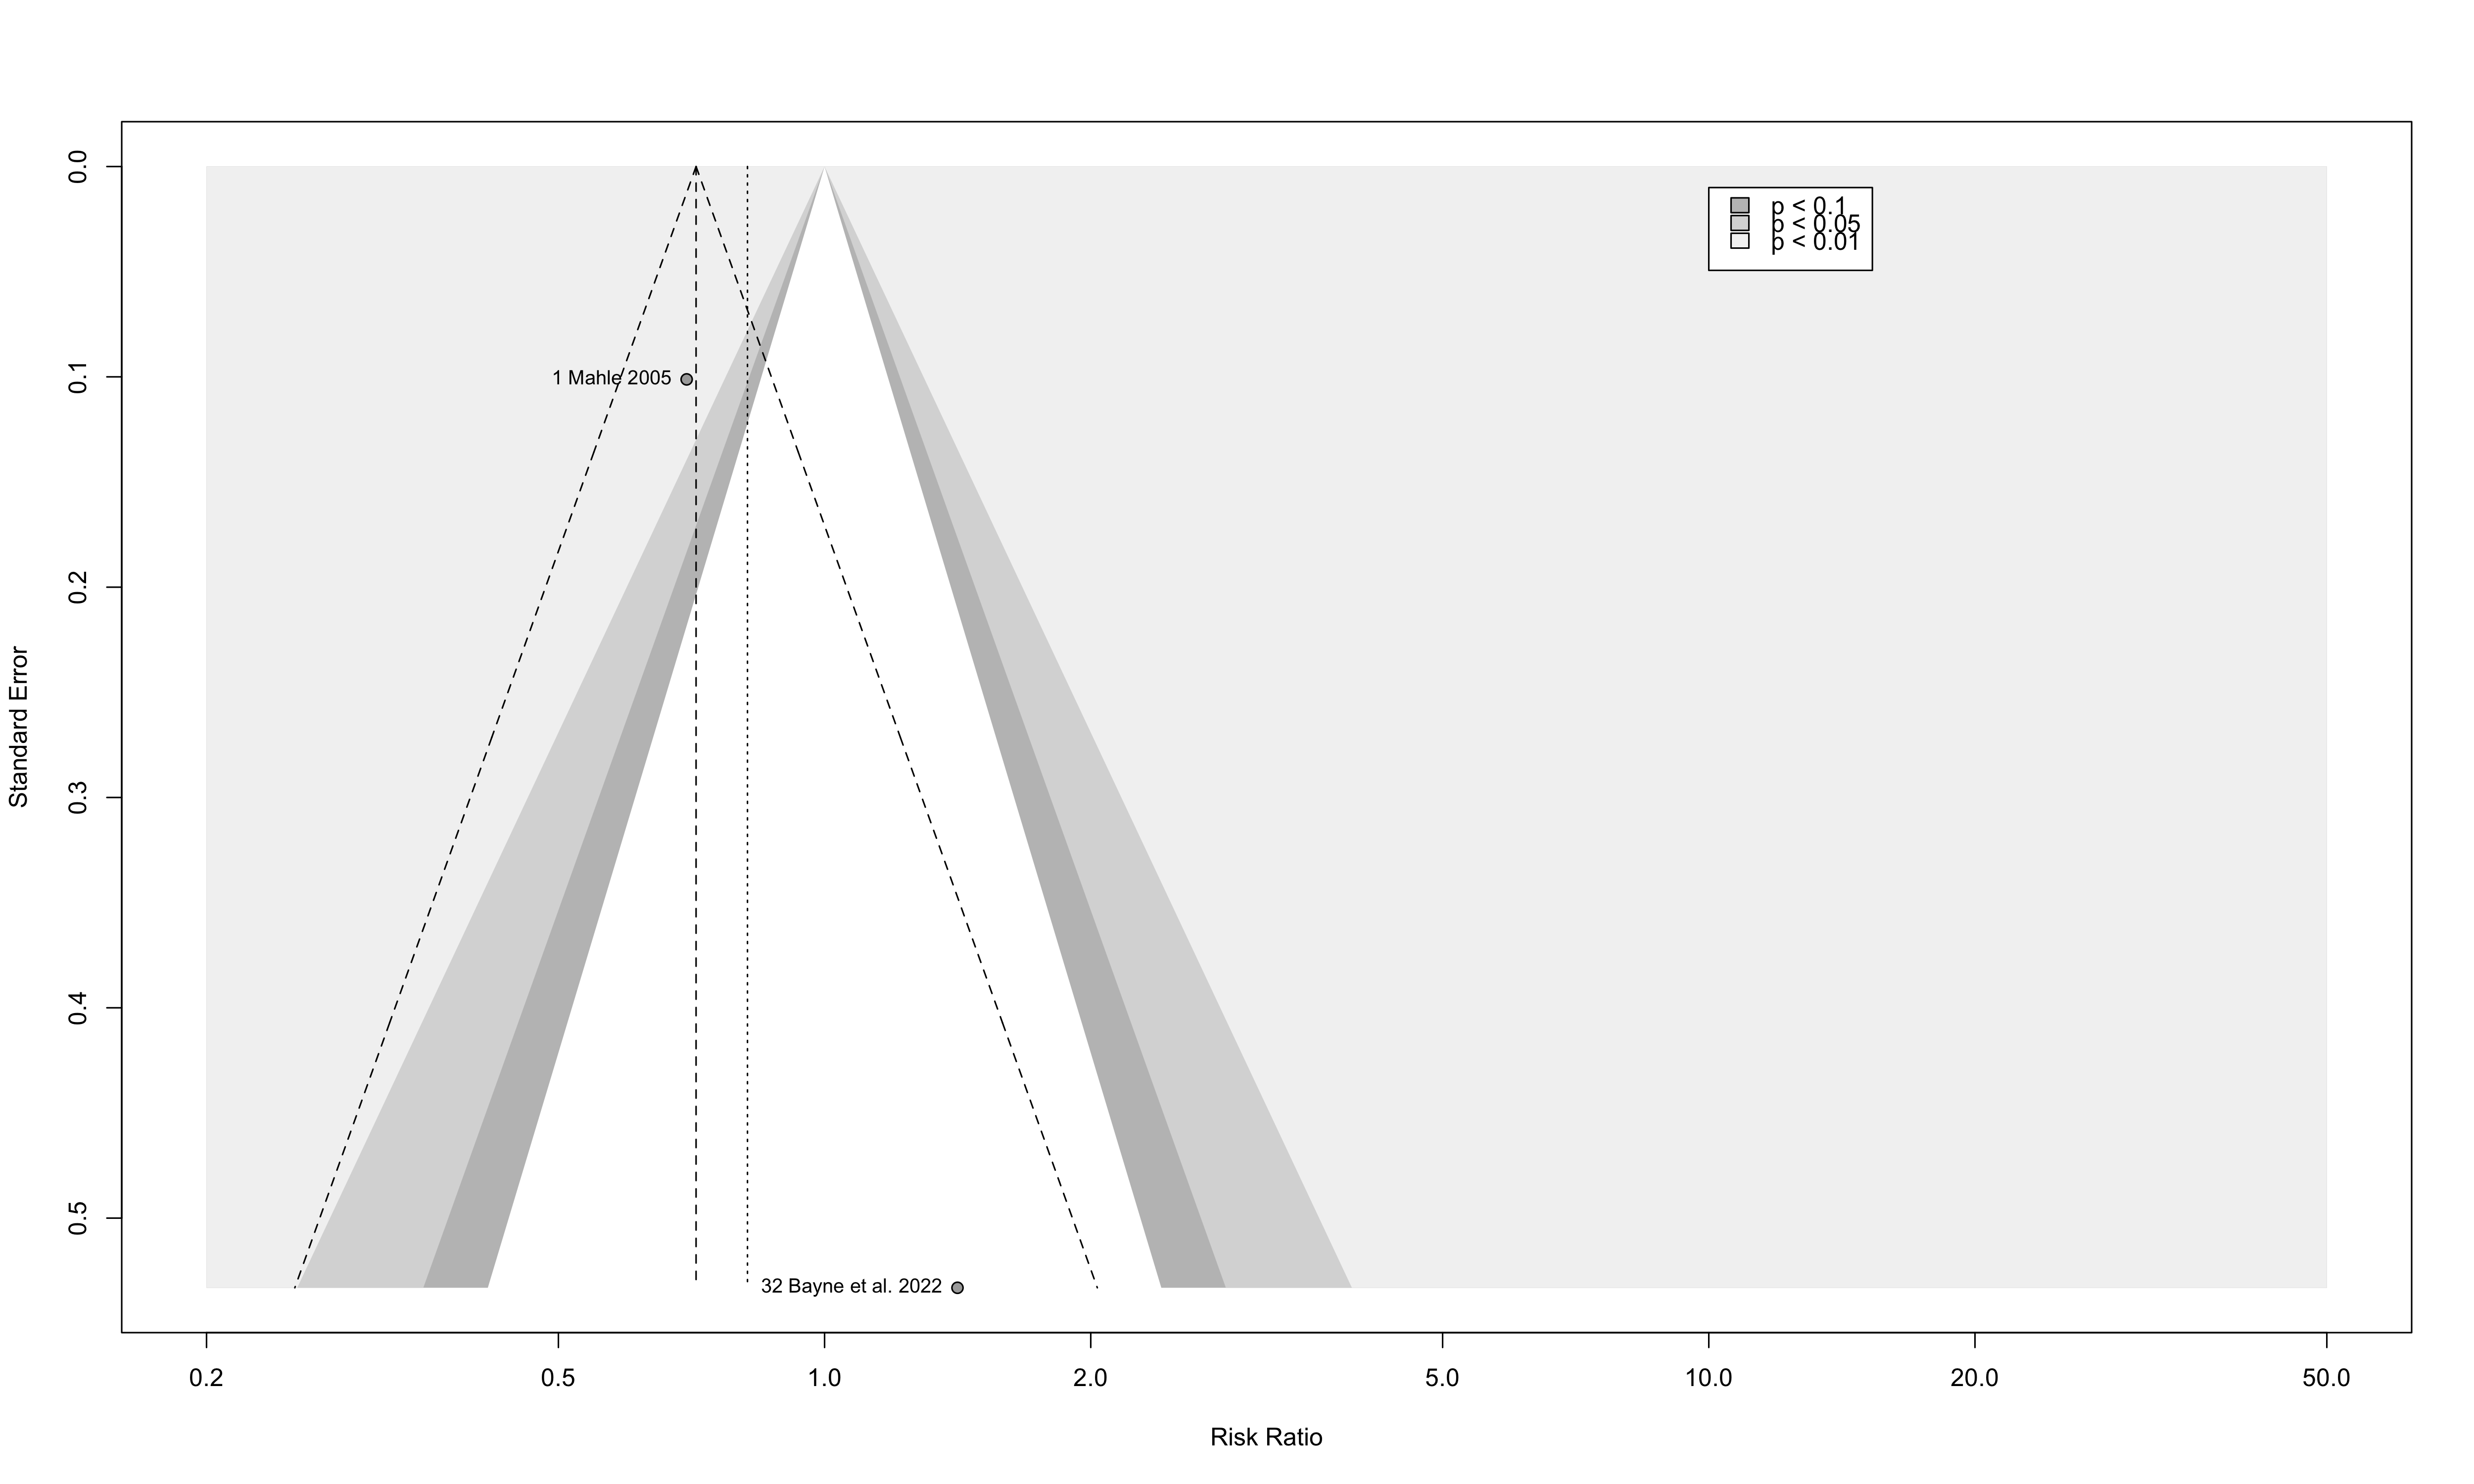 p < 0.1
p < 0.05
p < 0.01
0.0
0.1
0.2
0.3
0.4
0.5
Standard Error
1 Mahle 2005
32 Bayne et al. 2022
0.2
0.5
1.0
2.0
5.0
10.0
20.0
50.0
Risk Ratio